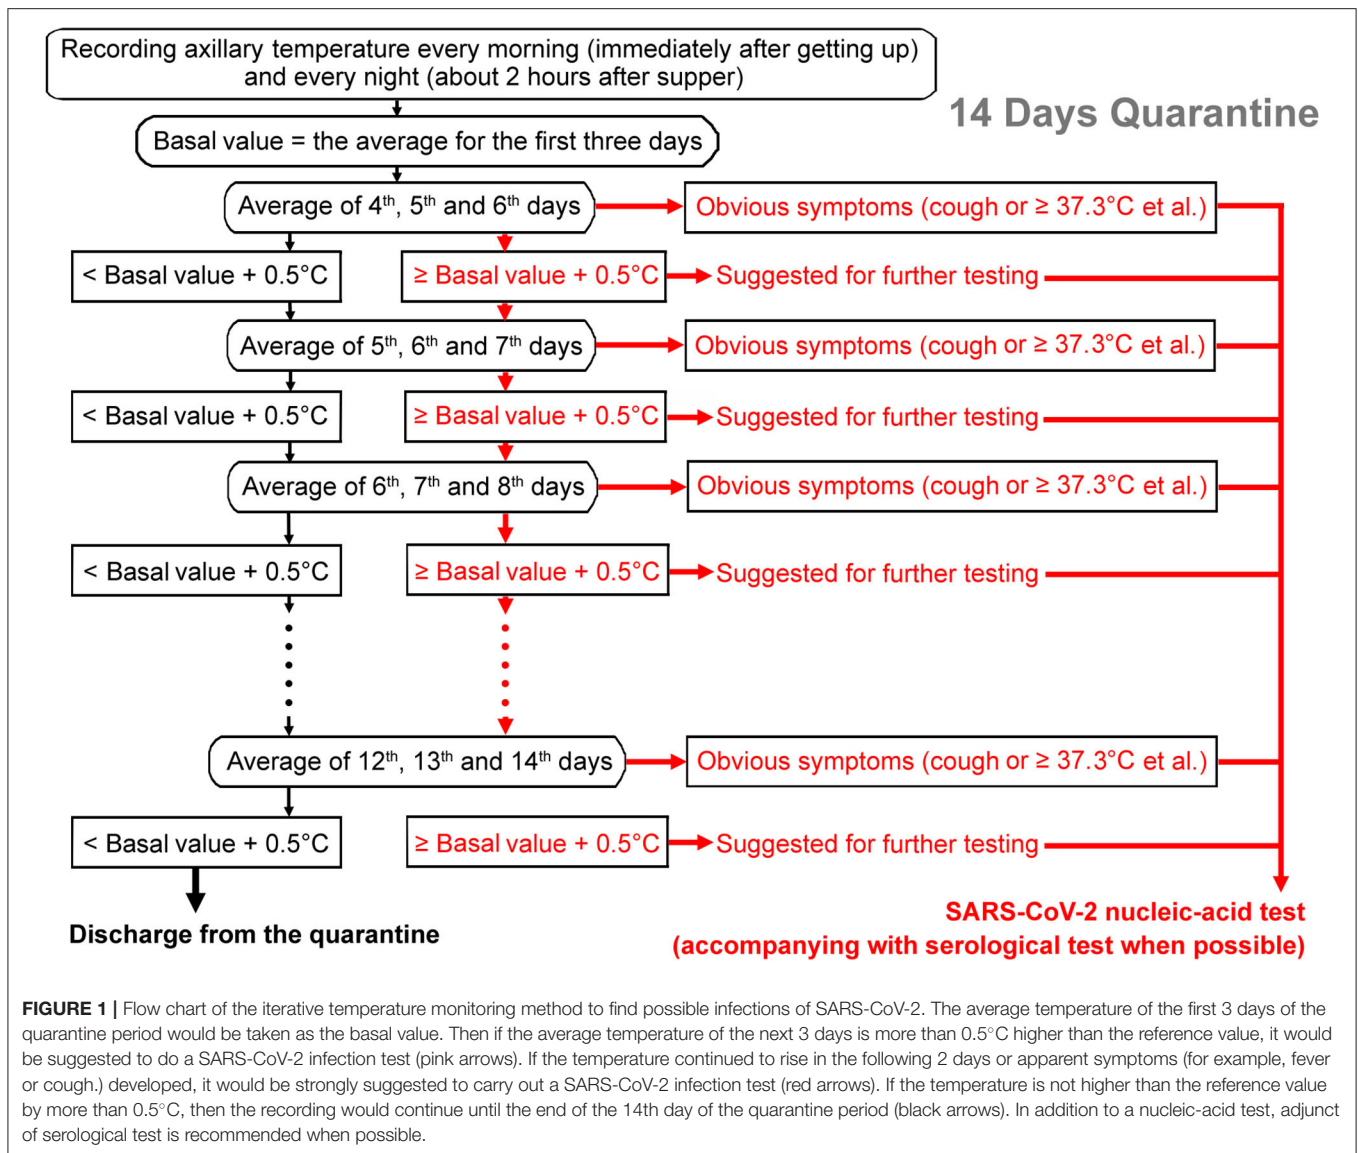 Recording axillary temperature every morning (immediately after getting up)
and every night (about 2 hours after supper)
14 Days Quarantine
Basal value = the average for the first three days
Average of 4th, 5th and 6th days
Obvious symptoms (cough or ≥ 37.3°C et al.)
< Basal value + 0.5°C
≥ Basal value + 0.5°C
Suggested for further testing
Average of 5th, 6th and 7th days
Obvious symptoms (cough or ≥ 37.3°C et al.)
< Basal value + 0.5°C
≥ Basal value + 0.5°C
Suggested for further testing
Average of 6th, 7th and 8th days
Obvious symptoms (cough or ≥ 37.3°C et al.)
< Basal value + 0.5°C
≥ Basal value + 0.5°C
Suggested for further testing
Average of 12th, 13th and 14th days
Obvious symptoms (cough or ≥ 37.3°C et al.)
< Basal value + 0.5°C
≥ Basal value + 0.5°C
Suggested for further testing
Discharge from the quarantine
SARS-CoV-2 nucleic-acid test
(accompanying with serological test when possible)
FIGURE 1 | Flow chart of the iterative temperature monitoring method to find possible infections of SARS-CoV-2. The average temperature of the first 3 days of the
quarantine period would be taken as the basal value. Then if the average temperature of the next 3 days is more than 0.5°C higher than the reference value, it would
be suggested to do a SARS-CoV-2 infection test (pink arrows). If the temperature continued to rise in the following 2 days or apparent symptoms (for example, fever
or cough.) developed, it would be strongly suggested to carry out a SARS-CoV-2 infection test (red arrows). If the temperature is not higher than the reference value
by more than 0.5°C, then the recording would continue until the end of the 14th day of the quarantine period (black arrows). In addition to a nucleic-acid test, adjunct
of serological test is recommended when possible.